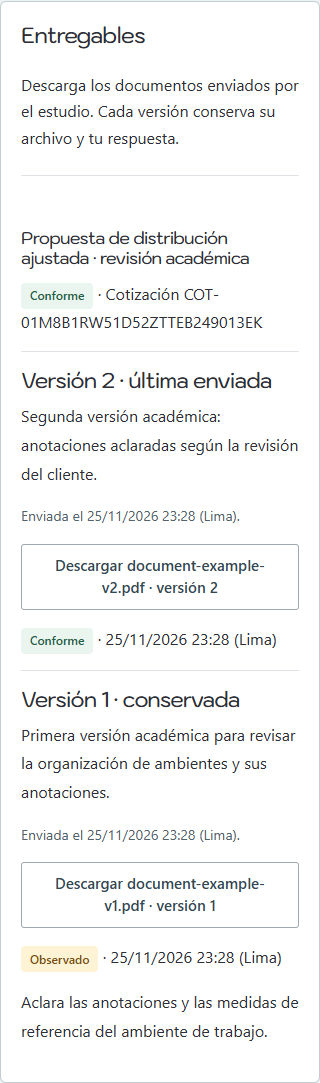 Entregables
Descarga los documentos enviados por
el estudio. Cada versión conserva su
archivo y tu respuesta.
Propuesta de distribución
ajustada · revisión académica
Conforme · Cotización COT-
01M8B1RW51D52ZTTEB249013EK
Versión 2 · última enviada
Segunda versión académica:
anotaciones aclaradas según la revisión
del cliente.
Enviada el 25/11/2026 23:28 (Lima).
Descargar document-example-
v2.pdf · versión 2
Conforme · 25/11/2026 23:28 (Lima)
Versión 1 · conservada
Primera versión académica para revisar
la organización de ambientes y sus
anotaciones.
Enviada el 25/11/2026 23:28 (Lima).
Descargar document-example-
v1.pdf · versión 1
Observado · 25/11/2026 23:28 (Lima)
Aclara las anotaciones y las medidas de
referencia del ambiente de trabajo.